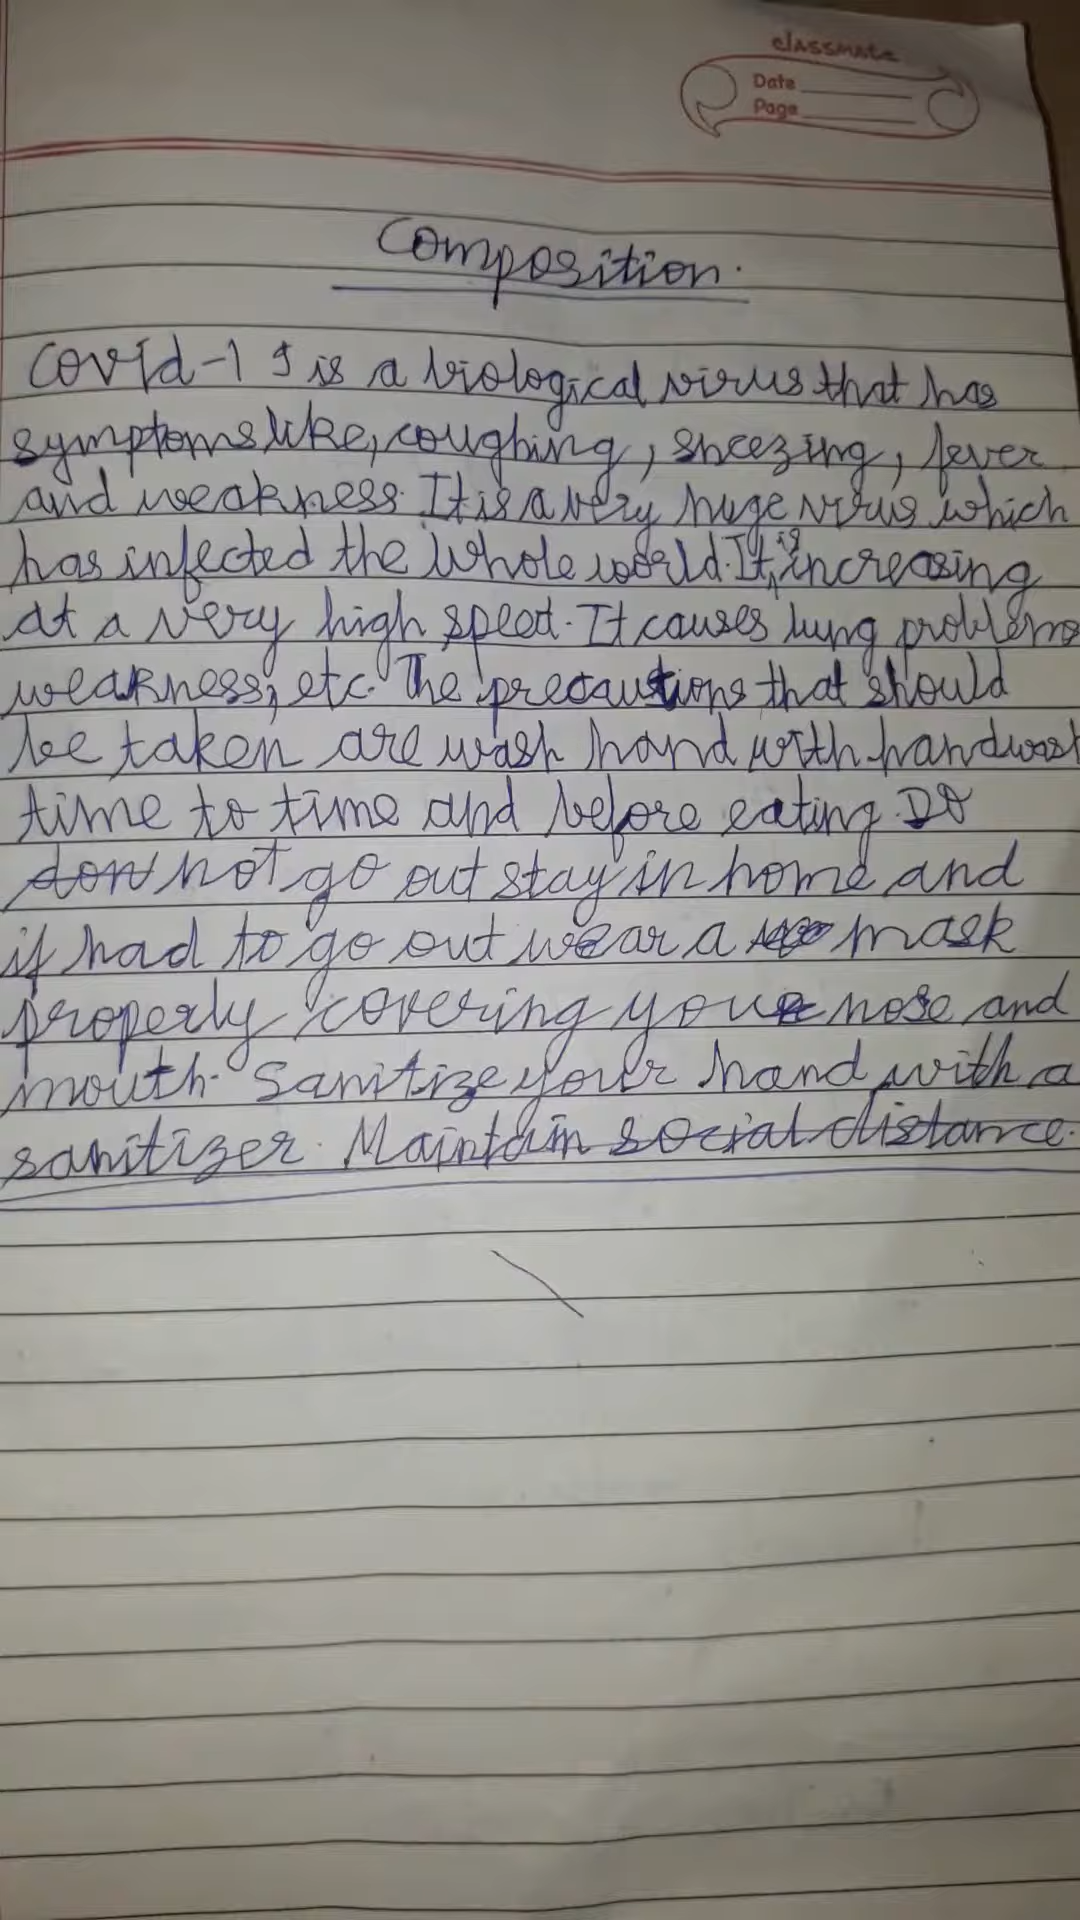 classmate
Date
Page
Composition.
Covid-19 is a biological virus that has
symptoms like, coughing, sneezing, fever
and weakness. It is a very huge virus which
has infected the whole world. It is increasing
at a very high speed. It causes lung problems
weakness, etc. The precautions that should
be taken are wash hand with handwash
time to time and before eating. Do
not go out stay in home and
if had to go out wear a mask
properly covering your nose and
mouth. Sanitize your hand with a
sanitizer. Maintain social distance.